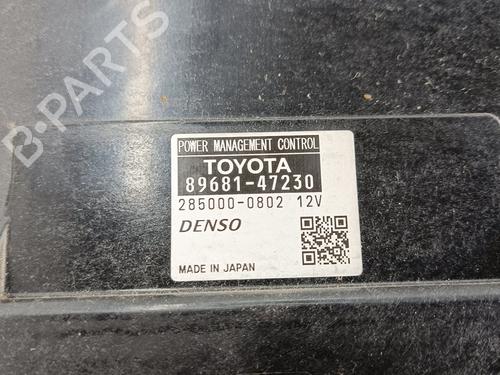 B-PARTS
POWER MANAGEMENT CONTROL
TOYOTA
89681-47230
285000-0802 12V
DENSO
MADE IN JAPAN